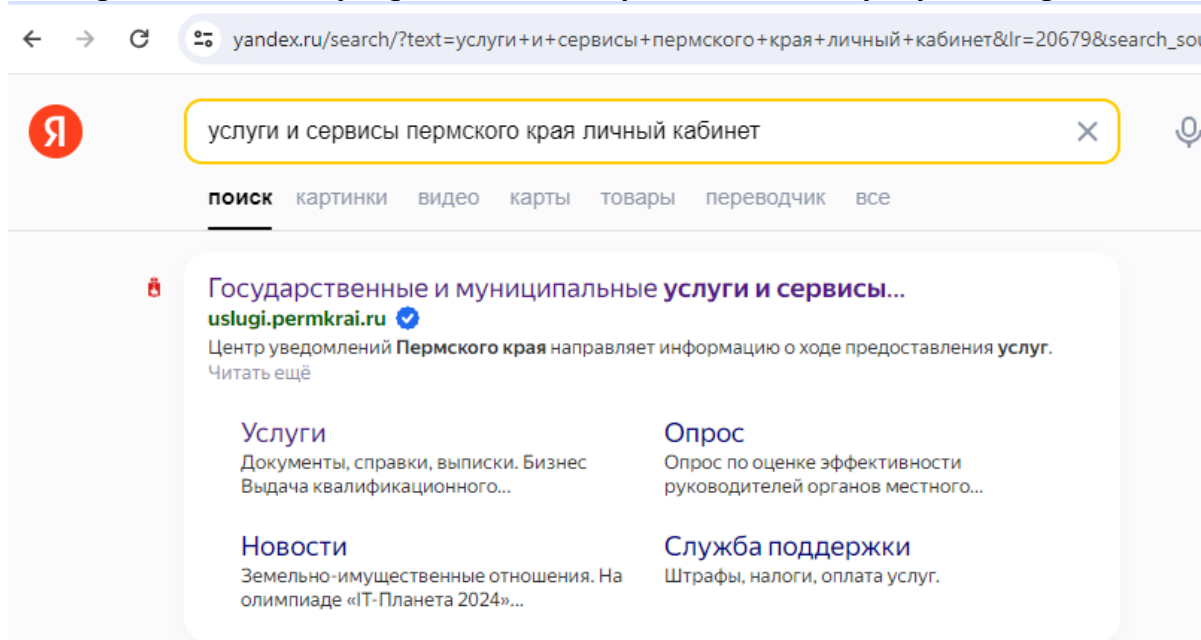 yandex.ru/search/?text=услуги+и+сервисы+пермского+края+личный+кабинет&lr=20679&search_sou
Я
услуги и сервисы пермского края личный кабинет
поиск картинки видео карты товары переводчик все
Государственные и муниципальные услуги и сервисы...
uslugi.permkrai.ru
Центр уведомлений Пермского края направляет информацию о ходе предоставления услуг.
Читать ещё
Услуги
Документы, справки, выписки. Бизнес
Выдача квалификационного...
Опрос
Опрос по оценке эффективности
руководителей органов местного...
Новости
Земельно-имущественные отношения. На
олимпиаде «IT-Планета 2024»...
Служба поддержки
Штрафы, налоги, оплата услуг.